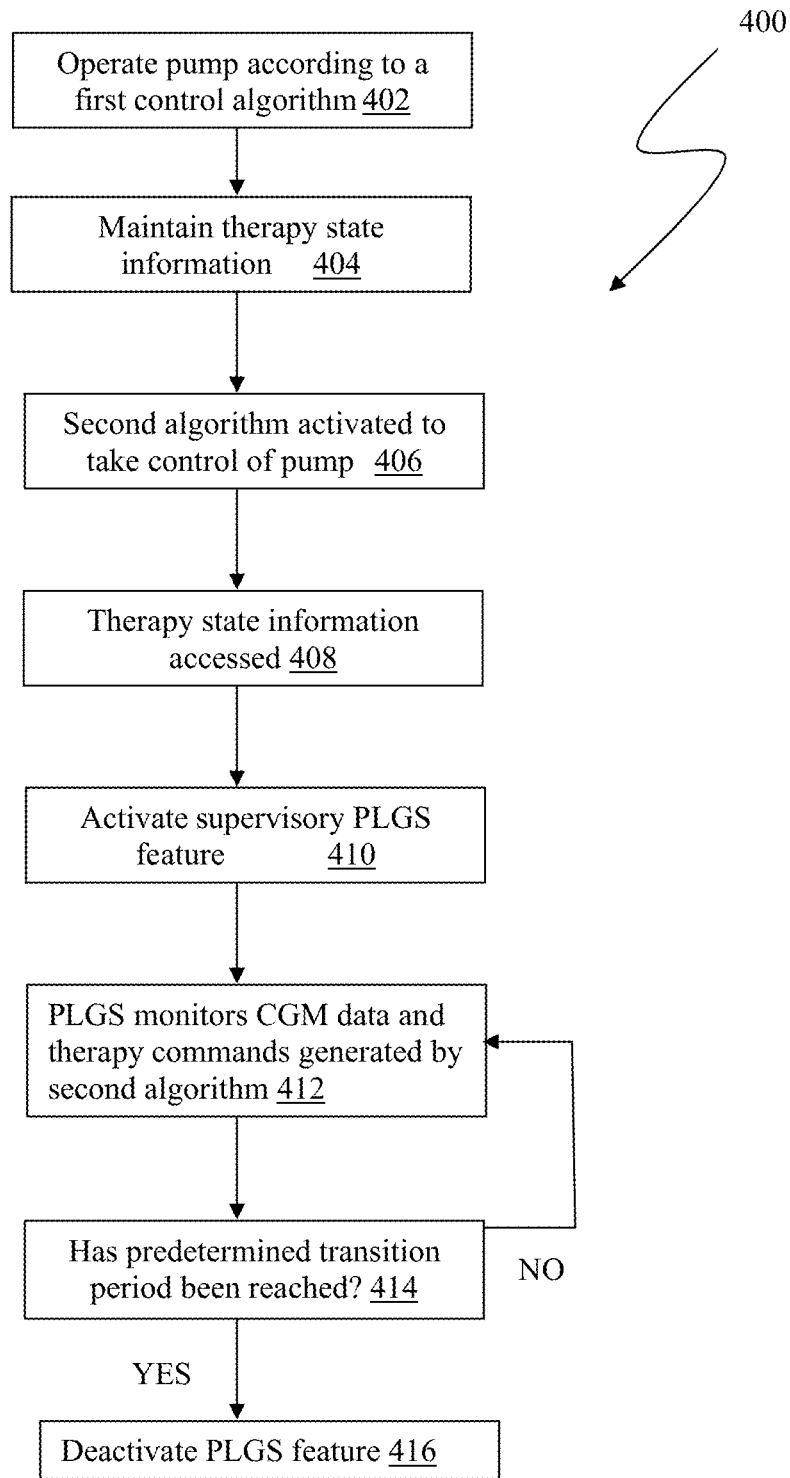 400
Operate pump according to a
first control algorithm 402
Maintain therapy state
information 404
Second algorithm activated to
take control of pump 406
Therapy state information
accessed 408
Activate supervisory PLGS
feature 410
PLGS monitors CGM data and
therapy commands generated by
second algorithm 412
Has predetermined transition
period been reached? 414
NO
YES
Deactivate PLGS feature 416